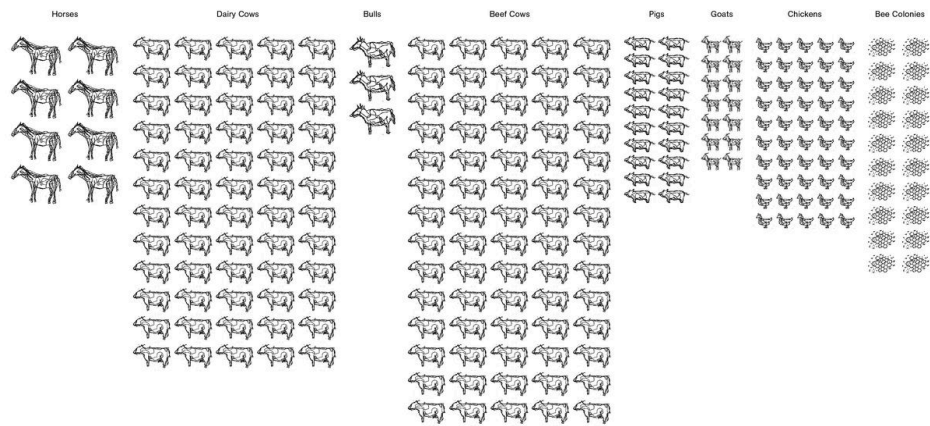 Horses
Dairy Cows
Bulls
Beef Cows
Pigs
Goats
Chickens
Bee Colonies